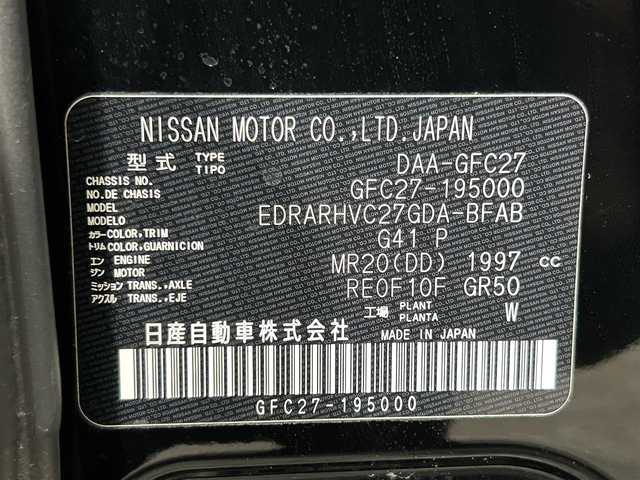 NISSAN MOTOR CO.,LTD.JAPAN
型式 TYPE TIPO DAA-GFC27
CHASSIS NO. NO.DE CHASIS GFC27-195000
MODEL MODELO EDRARHVC27GDA-BFAB
カラー COLOR,TRIM トリム COLOR,GUARNICION G41 P
エンジン ENGINE MOTOR MR20(DD) 1997 cc
ミッション TRANS.,AXLE アクスル TRANS.,EJE RE0F10F GR50
工場 PLANT PLANTA W
日産自動車株式会社 MADE IN JAPAN
GFC27-195000